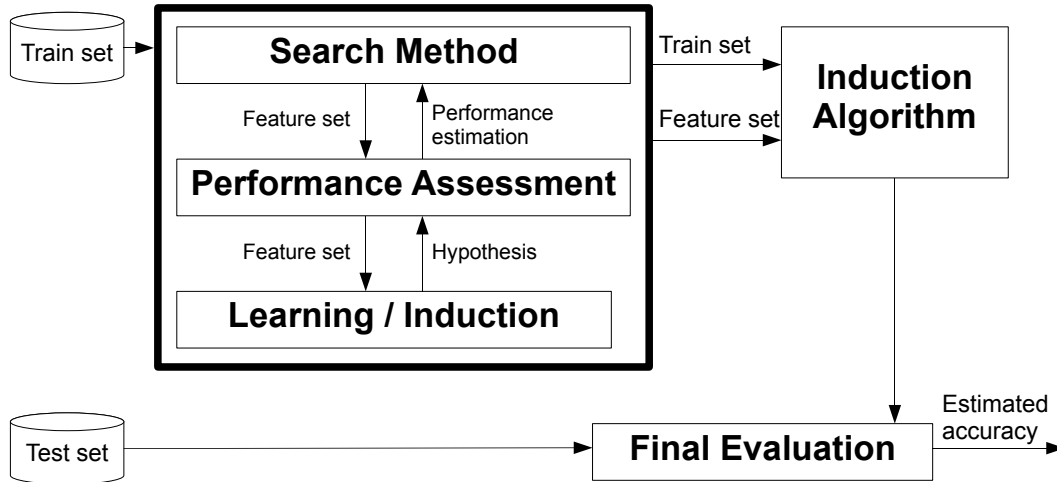 Train set
Search Method
Feature set
Performance
estimation
Performance Assessment
Feature set
Hypothesis
Learning / Induction
Train set
Feature set
Induction
Algorithm
Test set
Final Evaluation
Estimated
accuracy